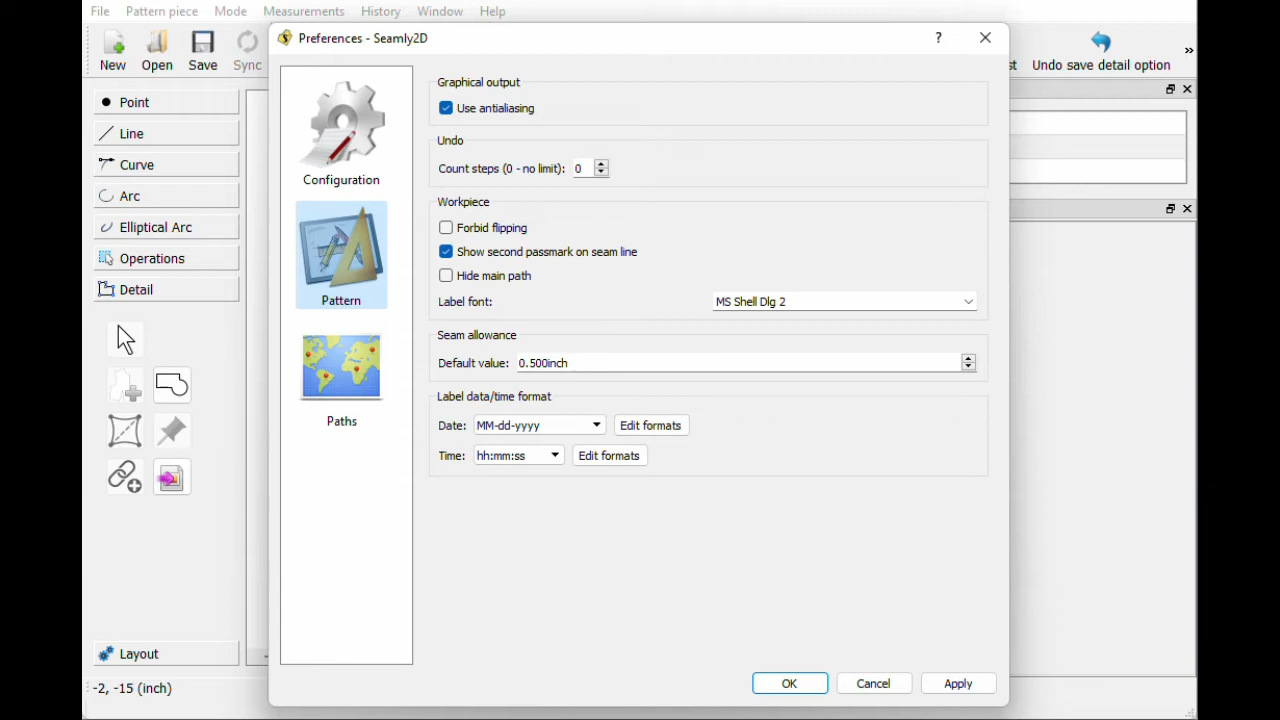 File Pattern piece Mode Measurements History Window Help
Preferences - Seamly2D ?
New Open Save Sync
st Undo save detail option »
Point
Line
Curve
Arc
Elliptical Arc
Operations
Detail
Layout
-2, -15 (inch)
Configuration
Pattern
Paths
Graphical output
Use antialiasing
Undo
Count steps (0 - no limit): 0
Workpiece
Forbid flipping
Show second passmark on seam line
Hide main path
Label font: MS Shell Dlg 2
Seam allowance
Default value: 0.500inch
Label data/time format
Date: MM-dd-yyyy Edit formats
Time: hh:mm:ss Edit formats
OK Cancel Apply